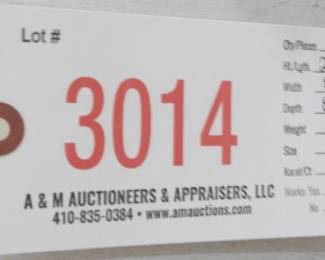 Lot #
3014
A & M AUCTIONEERS & APPRAISERS, LLC
410-835-0384 • www.amauctions.com
Qty/Pieces
Ht./Lgth.
Width
Depth
Weight
Size
Karat/Ct
Works: Yes
No